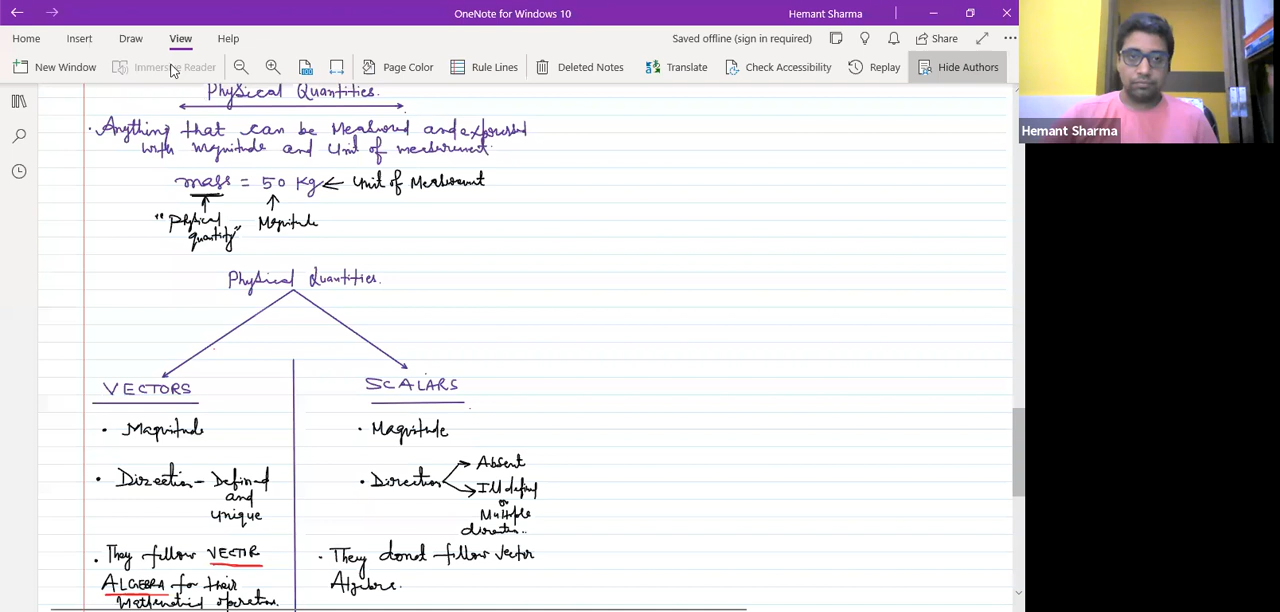 OneNote for Windows 10
Hemant Sharma
Home Insert Draw View Help
Saved offline (sign in required) Share
New Window Immersive Reader Page Color Rule Lines Deleted Notes Translate Check Accessibility Replay Hide Authors
Hemant Sharma
Physical Quantities.
Anything that can be Measured and expressed
with magnitude and Unit of measurement.
mass = 50 Kg ← Unit of Measurement
"Physical quantity" Magnitude
Physical Quantities.
VECTORS
• Magnitude
• Direction - Defined
and
Unique
• They follow VECTOR
ALGEBRA for their
Mathematical operations.
SCALARS
• Magnitude
• Direction
Absent
Ill defined
or
Multiple
direction..
• They donot follow Vector
Algebra.